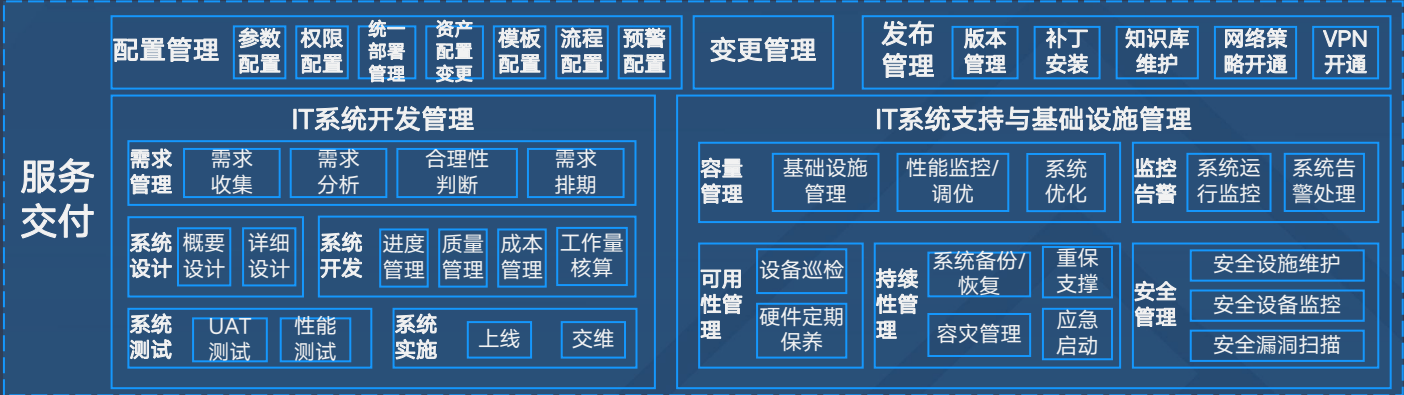 服务
交付
配置管理
参数
配置
权限
配置
统一
部署
管理
资产
配置
变更
模板
配置
流程
配置
预警
配置
变更管理
发布
管理
版本
管理
补丁
安装
知识库
维护
网络策
略开通
VPN
开通
IT系统开发管理
需求
管理
需求
收集
需求
分析
合理性
判断
需求
排期
系统
设计
概要
设计
详细
设计
系统
开发
进度
管理
质量
管理
成本
管理
工作量
核算
系统
测试
UAT
测试
性能
测试
系统
实施
上线
交维
IT系统支持与基础设施管理
容量
管理
基础设施
管理
性能监控/
调优
系统
优化
监控
告警
系统运
行监控
系统告
警处理
可用
性管
理
设备巡检
硬件定期
保养
持续
性管
理
系统备份/
恢复
重保
支撑
容灾管理
应急
启动
安全
管理
安全设施维护
安全设备监控
安全漏洞扫描